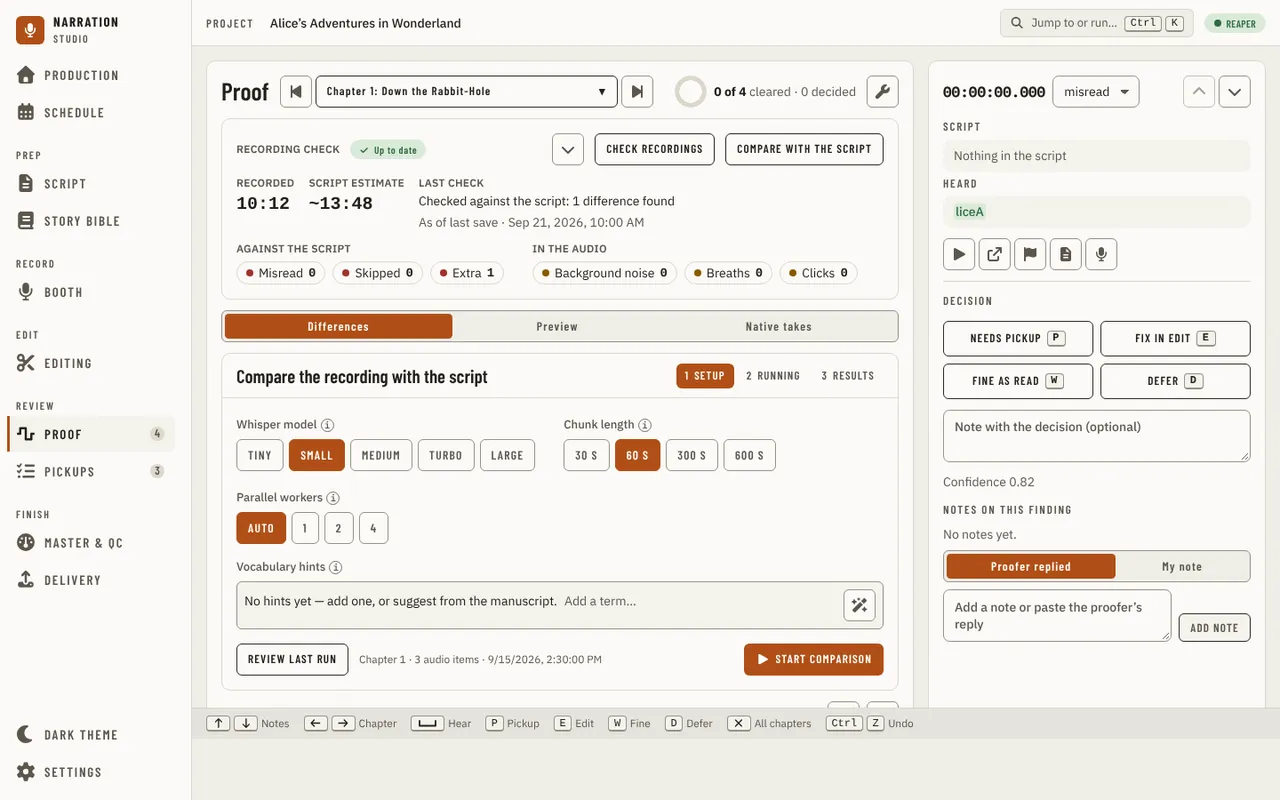 NARRATION
STUDIO
PRODUCTION
SCHEDULE
PREP
SCRIPT
STORY BIBLE
RECORD
BOOTH
EDIT
EDITING
REVIEW
PROOF 4
PICKUPS 3
FINISH
MASTER & QC
DELIVERY
DARK THEME
SETTINGS
PROJECT Alice's Adventures in Wonderland
Jump to or run... Ctrl K
REAPER
Proof
Chapter 1: Down the Rabbit-Hole
0 of 4 cleared · 0 decided
RECORDING CHECK Up to date
CHECK RECORDINGS
COMPARE WITH THE SCRIPT
RECORDED SCRIPT ESTIMATE LAST CHECK
10:12 ~13:48 Checked against the script: 1 difference found
As of last save · Sep 21, 2026, 10:00 AM
AGAINST THE SCRIPT IN THE AUDIO
Misread 0 Skipped 0 Extra 1 Background noise 0 Breaths 0 Clicks 0
Differences Preview Native takes
Compare the recording with the script
1 SETUP 2 RUNNING 3 RESULTS
Whisper model Chunk length
TINY SMALL MEDIUM TURBO LARGE 30 S 60 S 300 S 600 S
Parallel workers
AUTO 1 2 4
Vocabulary hints
No hints yet — add one, or suggest from the manuscript. Add a term...
REVIEW LAST RUN Chapter 1 · 3 audio items · 9/15/2026, 2:30:00 PM START COMPARISON
00:00:00.000 misread
SCRIPT
Nothing in the script
HEARD
liceA
DECISION
NEEDS PICKUP P FIX IN EDIT E
FINE AS READ W DEFER D
Note with the decision (optional)
Confidence 0.82
NOTES ON THIS FINDING
No notes yet.
Proofer replied My note
Add a note or paste the proofer's
reply
ADD NOTE
Notes Chapter Hear P Pickup E Edit W Fine D Defer All chapters Ctrl Z Undo